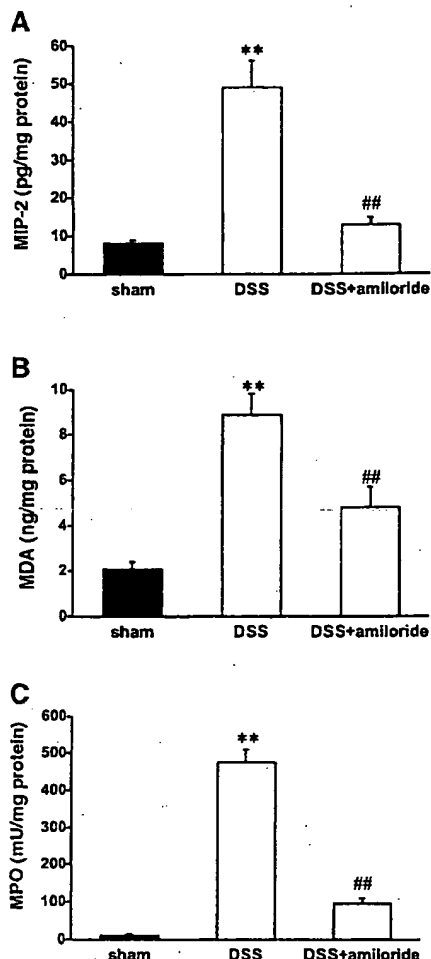 A
MIP-2 (pg/mg protein)
60
50
40
30
20
10
0
**
##
sham DSS DSS+amiloride
B
MDA (ng/mg protein)
10
8
6
4
2
0
**
##
sham DSS DSS+amiloride
C
MPO (mU/mg protein)
600
500
400
300
200
100
0
**
##
sham DSS DSS+amiloride